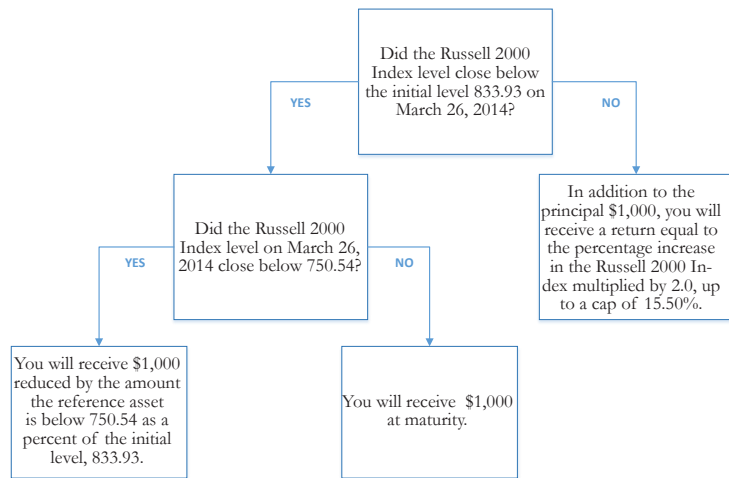 Did the Russell 2000
Index level close below
the initial level 833.93 on
March 26, 2014?
YES
NO
Did the Russell 2000
Index level on March 26,
2014 close below 750.54?
In addition to the
principal $1,000, you will
receive a return equal to
the percentage increase
in the Russell 2000 In-
dex multiplied by 2.0, up
to a cap of 15.50%.
YES
NO
You will receive $1,000
reduced by the amount
the reference asset
is below 750.54 as a
percent of the initial
level, 833.93.
You will receive $1,000
at maturity.